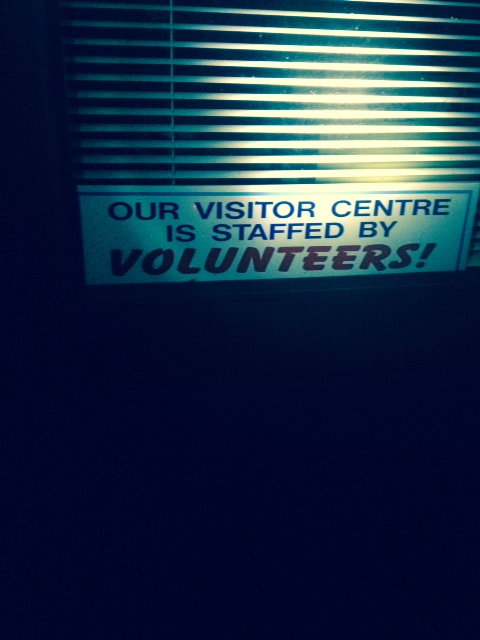 OUR VISITOR CENTRE
IS STAFFED BY
VOLUNTEERS!